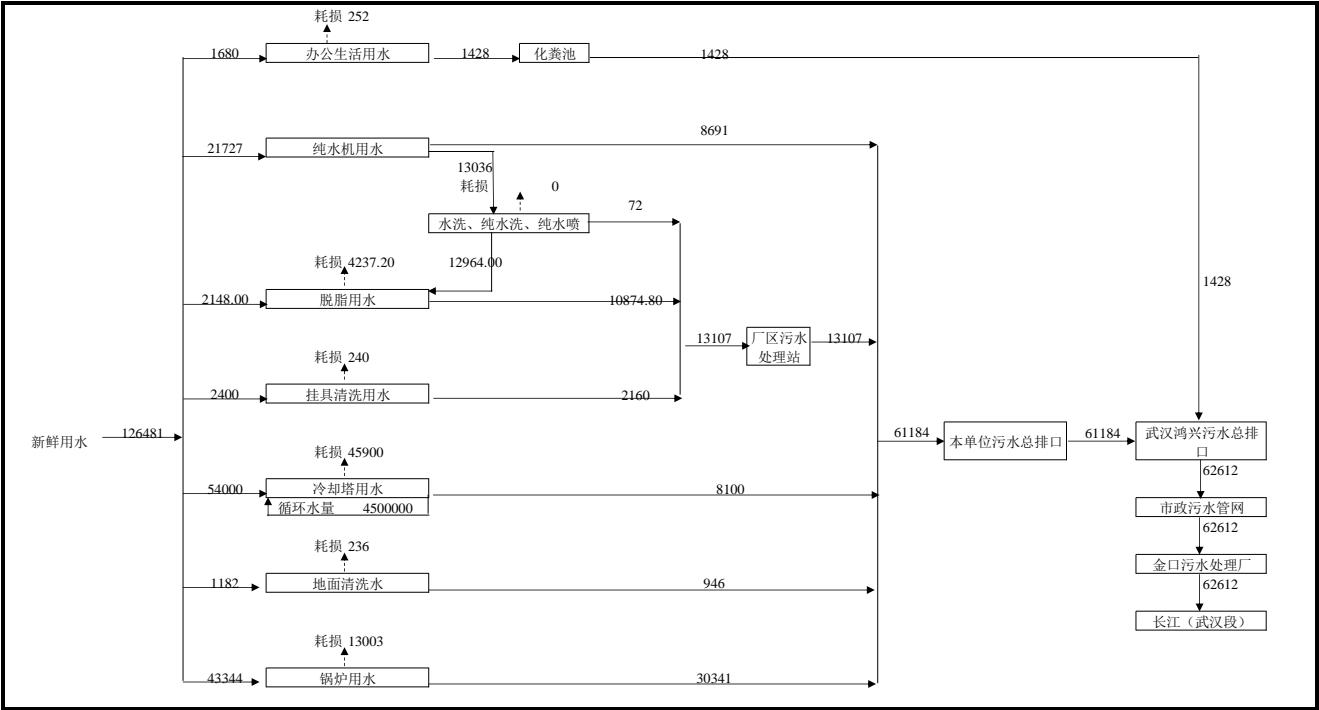 耗损 252
1680
办公生活用水
1428
化粪池
1428
8691
21727
纯水机用水
13036
耗损 0
72
水洗、纯水洗、纯水喷
耗损 4237.20
12964.00
1428
2148.00
脱脂用水
10874.80
13107
厂区污水
处理站
13107
耗损 240
2400
挂具清洗用水
2160
新鲜用水
126481
61184
本单位污水总排口
61184
武汉鸿兴污水总排
口
耗损 45900
62612
54000
冷却塔用水
8100
循环水量 4500000
市政污水管网
62612
耗损 236
金口污水处理厂
1182
地面清洗水
946
62612
长江（武汉段）
耗损 13003
43344
锅炉用水
30341